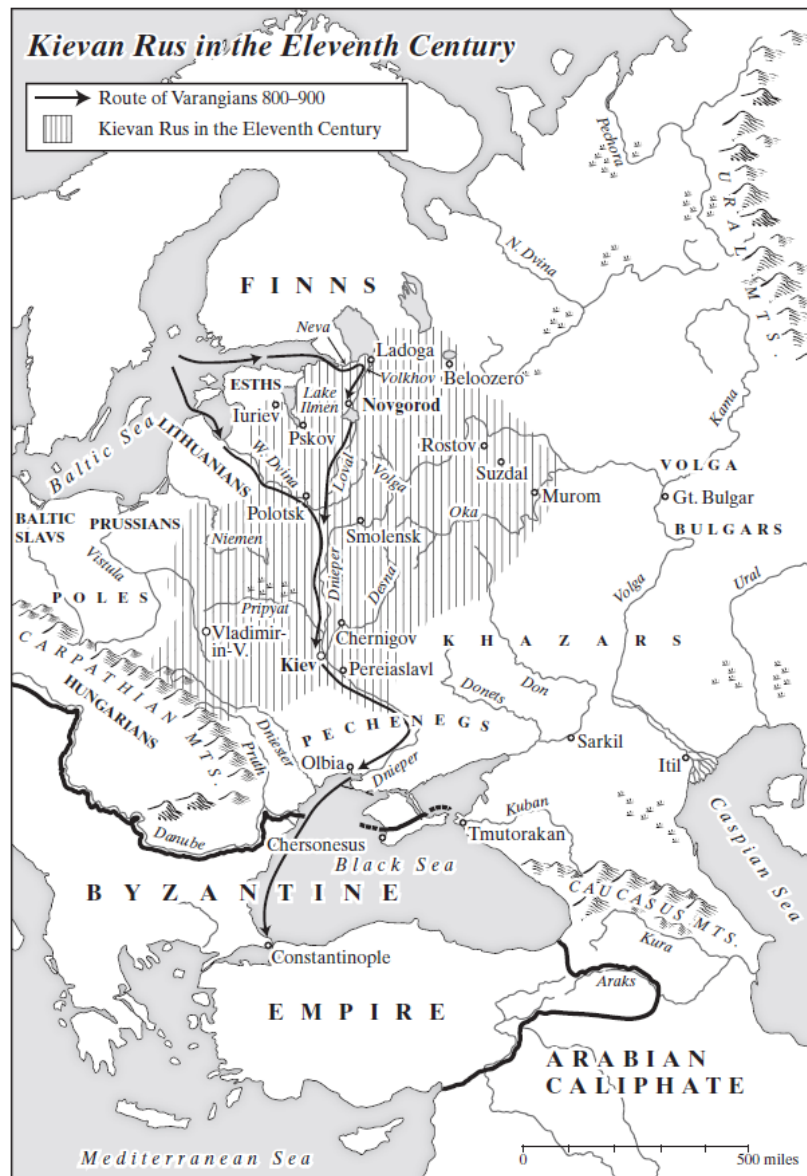 Kievan Rus in the Eleventh Century
Route of Varangians 800–900
Kievan Rus in the Eleventh Century
Pechora
URAL MTS.
N. Dvina
FINNS
Neva
Ladoga
Volkhov
Beloozero
ESTHS
Lake
Ilmen
Novgorod
Iuriev
Pskov
Kama
Baltic Sea
LITHUANIANS
W. Dvina
Lovat
Volga
Rostov
Suzdal
VOLGA
Murom
Gt. Bulgar
BULGARS
Polotsk
Oka
Smolensk
BALTIC
SLAVS
PRUSSIANS
Niemen
Dnieper
Desna
Vistula
Volga
Ural
POLES
Pripyat
Chernigov
KHAZARS
Vladimir-
in-V.
Kiev
Pereiaslavl
CARPATHIAN MTS.
HUNGARIANS
Donets
Don
PECHENEGS
Dniester
Pruth
Sarkil
Olbia
Dnieper
Itil
Kuban
Danube
Chersonesus
Tmutorakan
Black Sea
Caspian Sea
BYZANTINE
CAUCASUS MTS.
Kura
Constantinople
Araks
EMPIRE
ARABIAN
CALIPHATE
Mediterranean Sea
0 500 miles